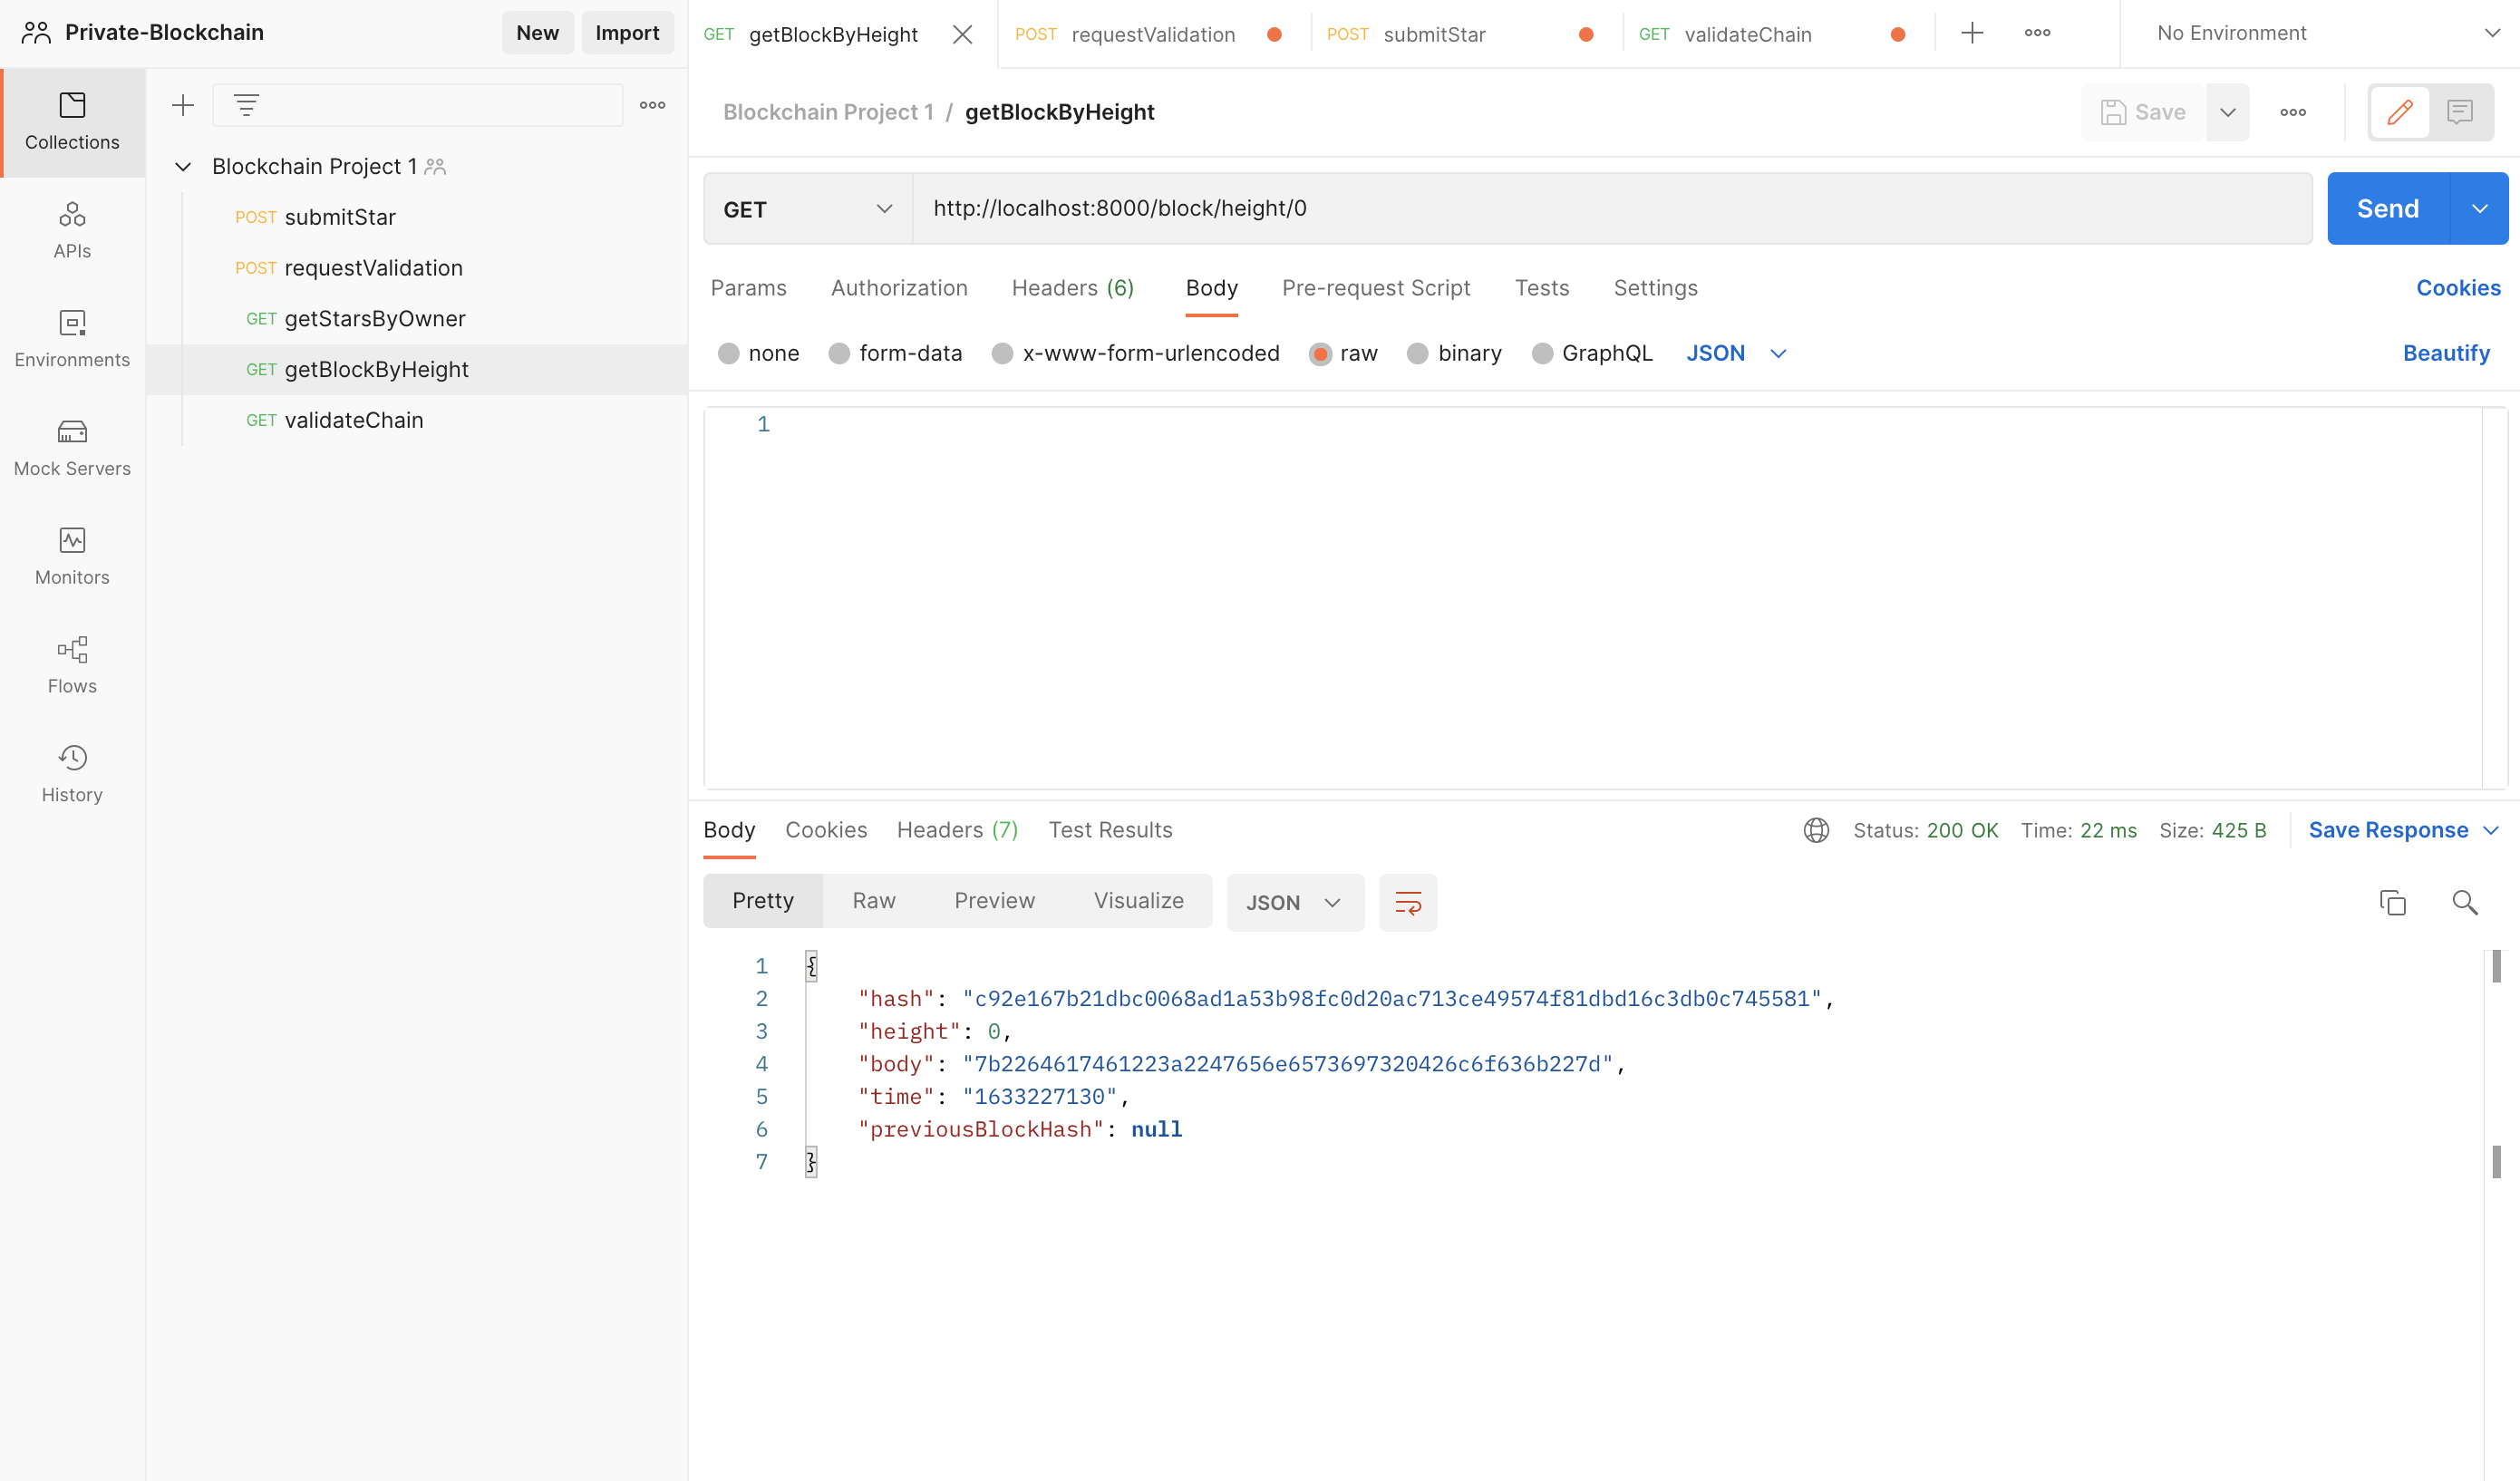 Private-Blockchain
New
Import
GET getBlockByHeight
POST requestValidation
POST submitStar
GET validateChain
No Environment
Collections
APIs
Environments
Mock Servers
Monitors
Flows
History
Blockchain Project 1
POST submitStar
POST requestValidation
GET getStarsByOwner
GET getBlockByHeight
GET validateChain
Blockchain Project 1 / getBlockByHeight
Save
GET
http://localhost:8000/block/height/0
Send
Params
Authorization
Headers (6)
Body
Pre-request Script
Tests
Settings
Cookies
none
form-data
x-www-form-urlencoded
raw
binary
GraphQL
JSON
Beautify
1
Body
Cookies
Headers (7)
Test Results
Status: 200 OK
Time: 22 ms
Size: 425 B
Save Response
Pretty
Raw
Preview
Visualize
JSON
1 {
2 "hash": "c92e167b21dbc0068ad1a53b98fc0d20ac713ce49574f81dbd16c3db0c745581",
3 "height": 0,
4 "body": "7b2264617461223a2247656e6573697320426c6f636b227d",
5 "time": "1633227130",
6 "previousBlockHash": null
7 }